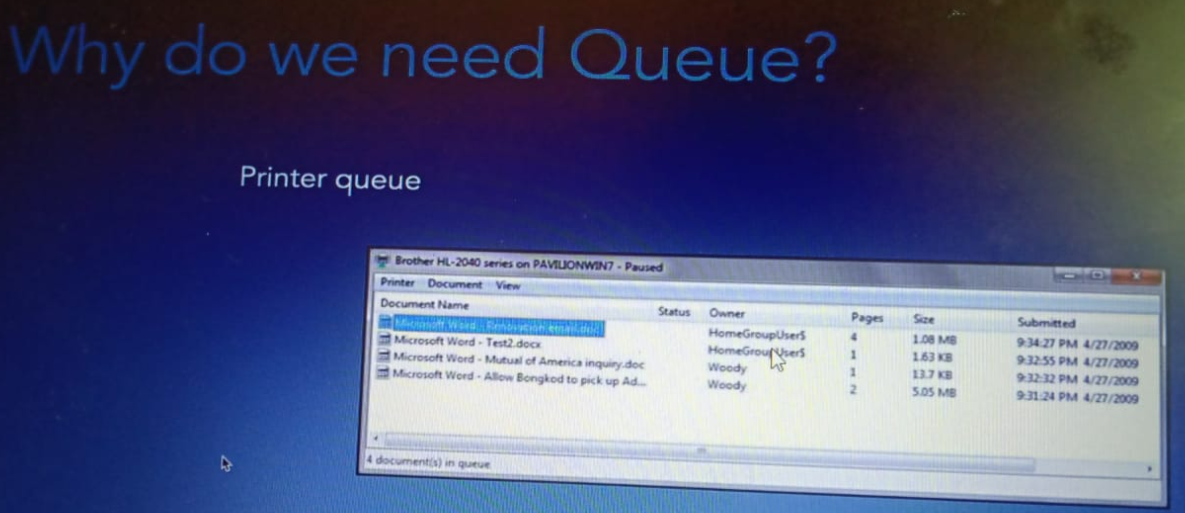 Why do we need Queue?
Printer queue
Brother HL-2040 series on PAVILIONWIN7 - Paused
Printer Document View
Document Name Status Owner Pages Size Submitted
Microsoft Word - Renovation email.doc HomeGroupUser$ 4 1.08 MB 9:34:27 PM 4/27/2009
Microsoft Word - Test2.docx HomeGroupUser$ 1 1.63 KB 9:32:55 PM 4/27/2009
Microsoft Word - Mutual of America inquiry.doc Woody 1 13.7 KB 9:32:32 PM 4/27/2009
Microsoft Word - Allow Bongkod to pick up Ad... Woody 2 5.05 MB 9:31:24 PM 4/27/2009
4 document(s) in queue